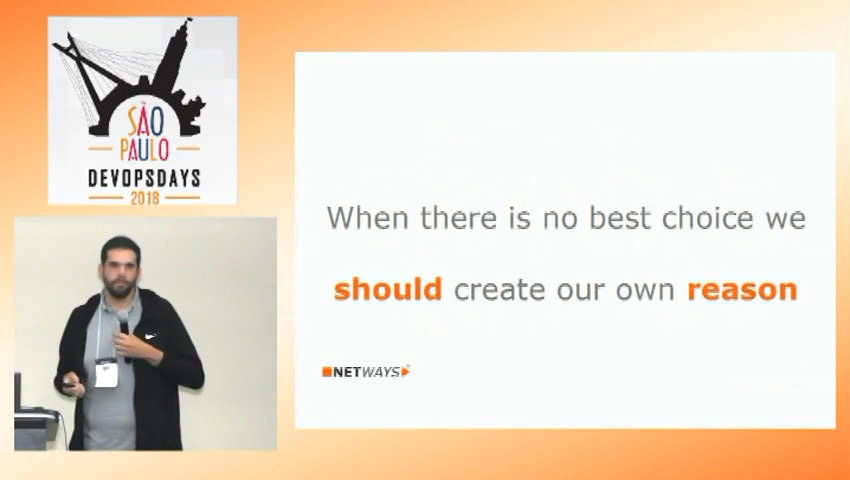 SÃO
PAULO
DEVOPSDAYS
2018
When there is no best choice we
should create our own reason
NETWAYS